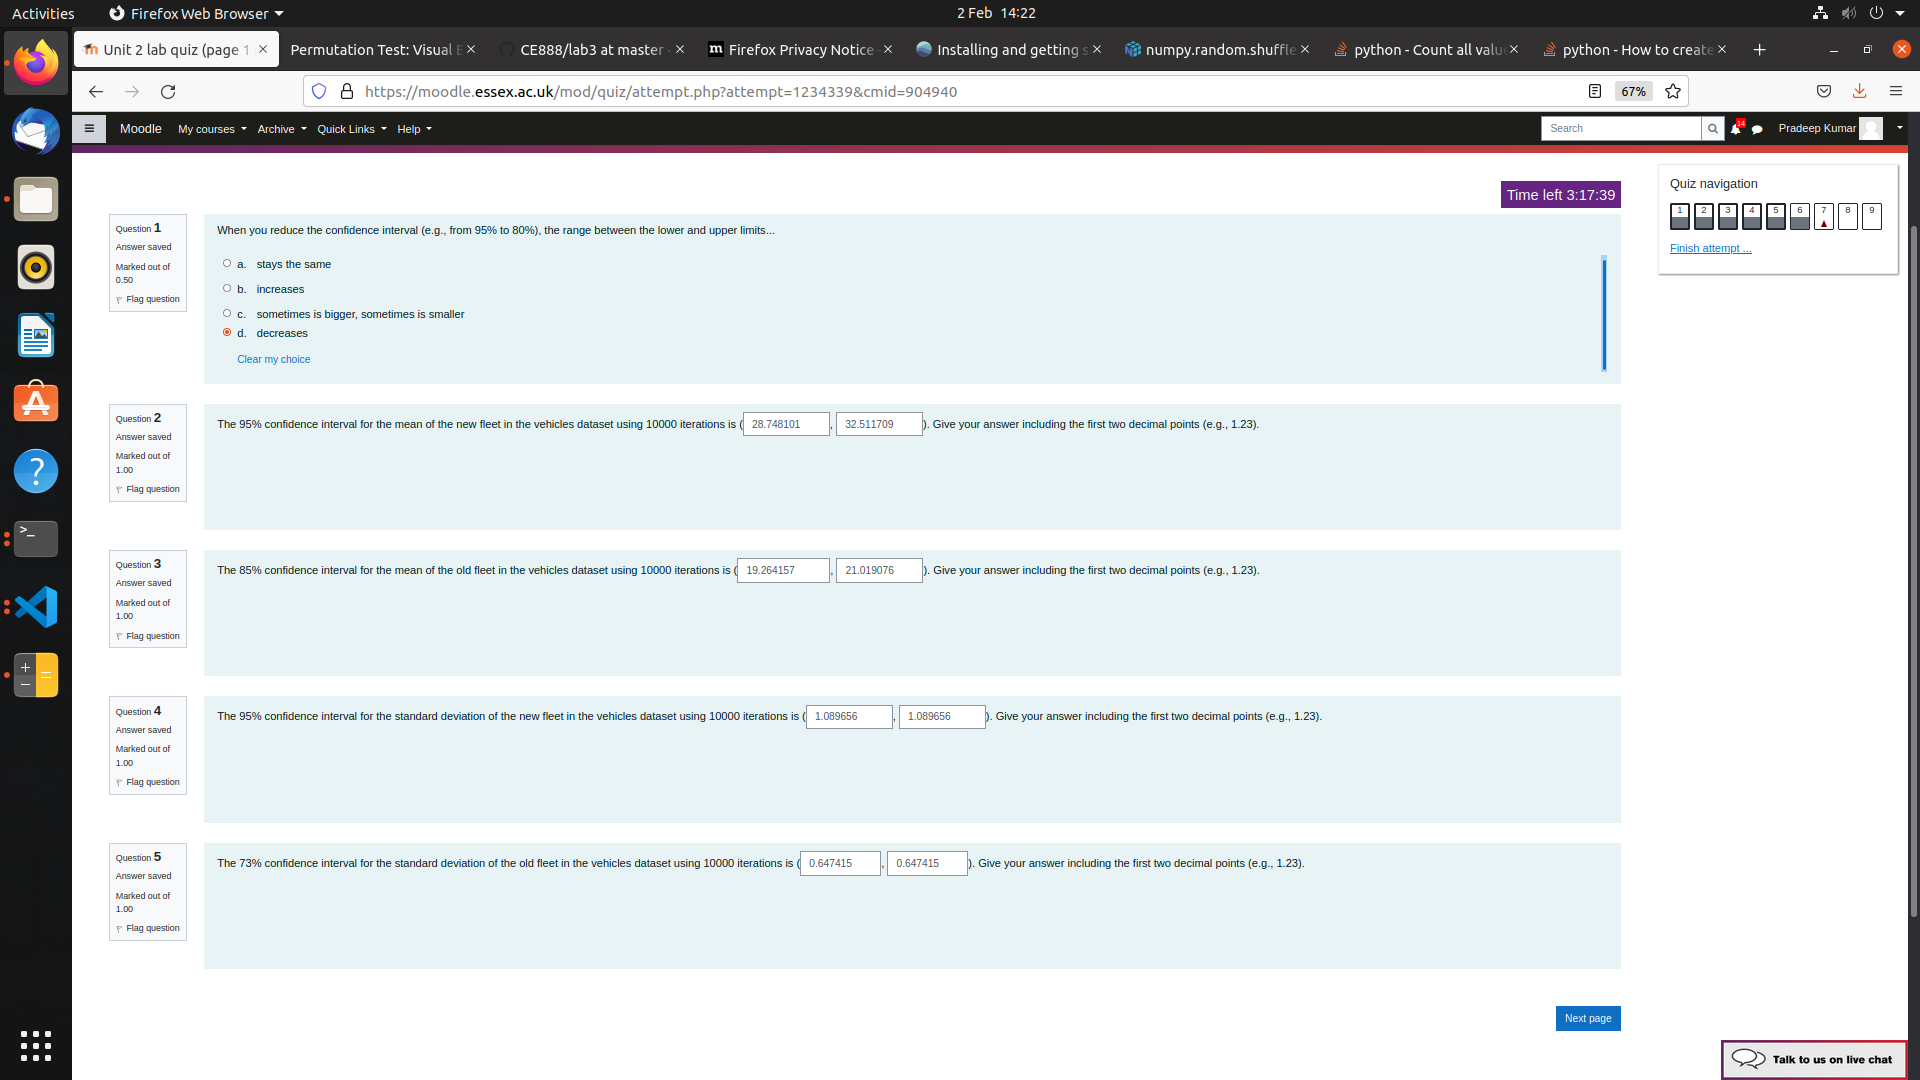 Activities
Firefox Web Browser
2 Feb 14:22
Unit 2 lab quiz (page 1
Permutation Test: Visual E
CE888/lab3 at master
m Firefox Privacy Notice
Installing and getting s
numpy.random.shuffle
python - Count all value
python - How to create
https://moodle.essex.ac.uk/mod/quiz/attempt.php?attempt=1234339&cmid=904940
67%
Moodle
My courses
Archive
Quick Links
Help
Search
14
Pradeep Kumar
Time left 3:17:39
Quiz navigation
1 2 3 4 5 6 7 8 9
Finish attempt ...
Question 1
Answer saved
Marked out of
0.50
Flag question
When you reduce the confidence interval (e.g., from 95% to 80%), the range between the lower and upper limits...
a. stays the same
b. increases
c. sometimes is bigger, sometimes is smaller
d. decreases
Clear my choice
Question 2
Answer saved
Marked out of
1.00
Flag question
The 95% confidence interval for the mean of the new fleet in the vehicles dataset using 10000 iterations is ( 28.748101 , 32.511709 ). Give your answer including the first two decimal points (e.g., 1.23).
Question 3
Answer saved
Marked out of
1.00
Flag question
The 85% confidence interval for the mean of the old fleet in the vehicles dataset using 10000 iterations is ( 19.264157 , 21.019076 ). Give your answer including the first two decimal points (e.g., 1.23).
Question 4
Answer saved
Marked out of
1.00
Flag question
The 95% confidence interval for the standard deviation of the new fleet in the vehicles dataset using 10000 iterations is ( 1.089656 , 1.089656 ). Give your answer including the first two decimal points (e.g., 1.23).
Question 5
Answer saved
Marked out of
1.00
Flag question
The 73% confidence interval for the standard deviation of the old fleet in the vehicles dataset using 10000 iterations is ( 0.647415 , 0.647415 ). Give your answer including the first two decimal points (e.g., 1.23).
Next page
Talk to us on live chat